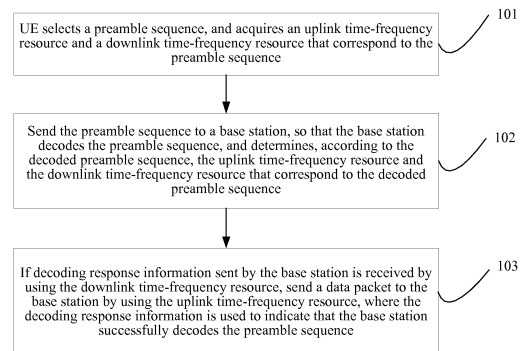 UE selects a preamble sequence, and acquires an uplink time-frequency
resource and a downlink time-frequency resource that correspond to the
preamble sequence
101
Send the preamble sequence to a base station, so that the base station
decodes the preamble sequence, and determines, according to the
decoded preamble sequence, the uplink time-frequency resource and
the downlink time-frequency resource that correspond to the decoded
preamble sequence
102
If decoding response information sent by the base station is received by
using the downlink time-frequency resource, send a data packet to the
base station by using the uplink time-frequency resource, where the
decoding response information is used to indicate that the base station
successfully decodes the preamble sequence
103